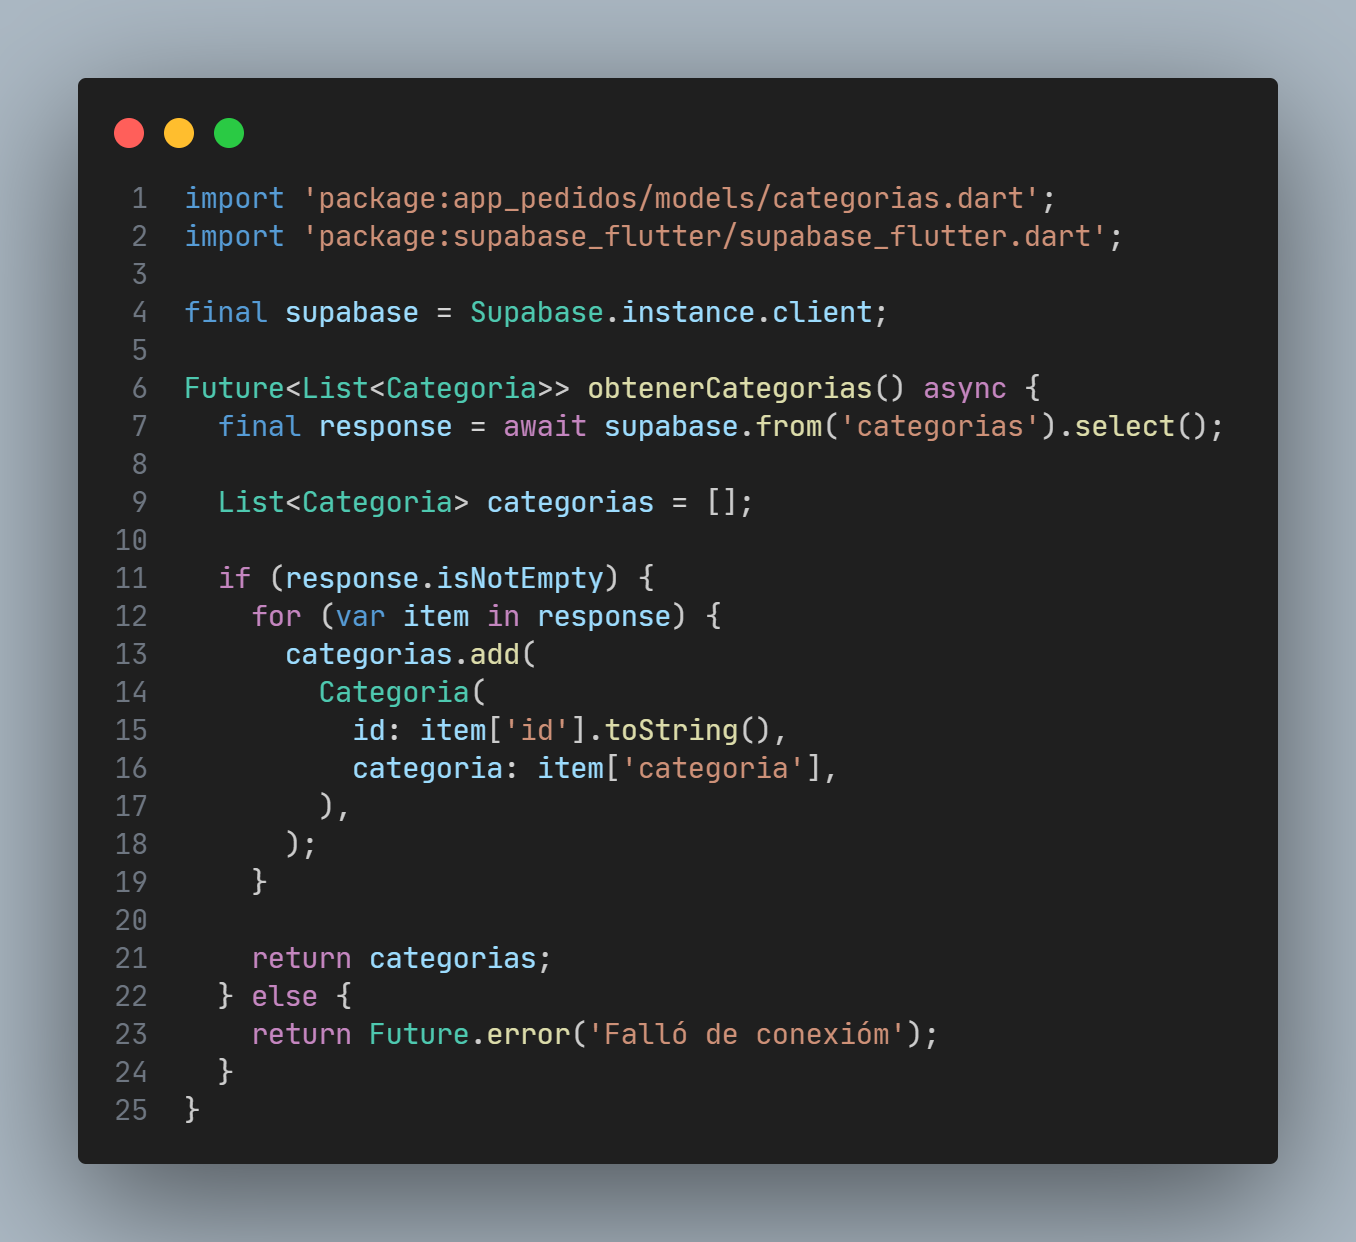 1 import 'package:app_pedidos/models/categorias.dart';
2 import 'package:supabase_flutter/supabase_flutter.dart';
3
4 final supabase = Supabase.instance.client;
5
6 Future<List<Categoria>> obtenerCategorias() async {
7   final response = await supabase.from('categorias').select();
8
9   List<Categoria> categorias = [];
10
11   if (response.isNotEmpty) {
12     for (var item in response) {
13       categorias.add(
14         Categoria(
15           id: item['id'].toString(),
16           categoria: item['categoria'],
17         ),
18       );
19     }
20
21     return categorias;
22   } else {
23     return Future.error('Falló de conexióm');
24   }
25 }